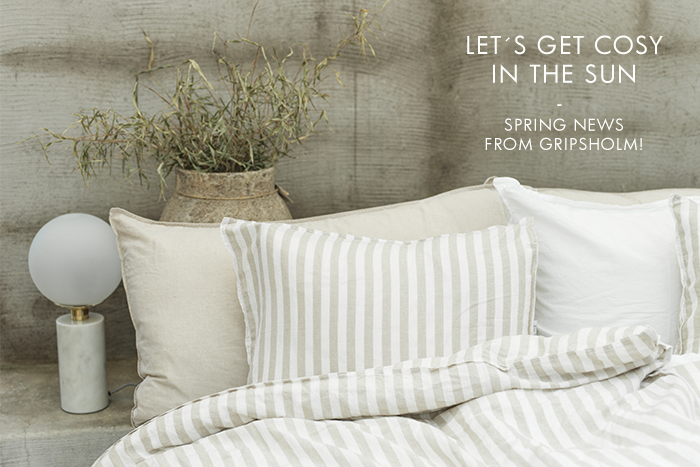 LET´S GET COSY
IN THE SUN
-
SPRING NEWS
FROM GRIPSHOLM!